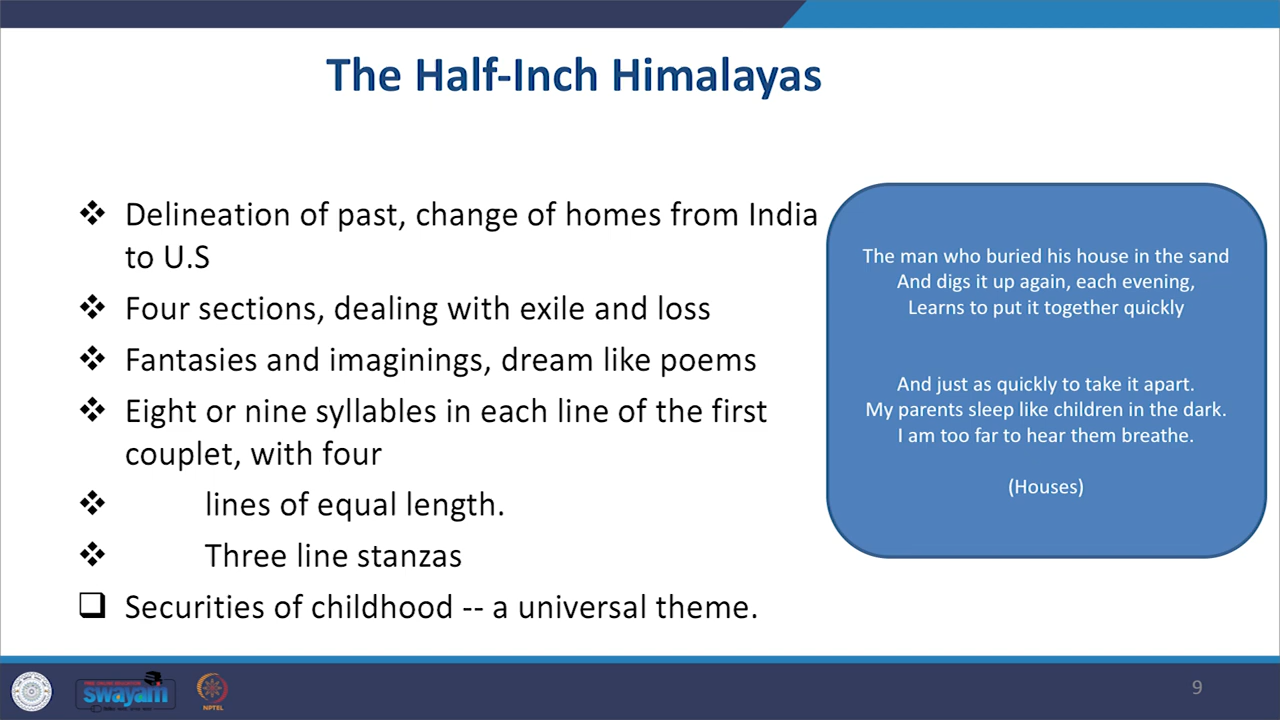 The Half-Inch Himalayas
❖ Delineation of past, change of homes from India
to U.S
❖ Four sections, dealing with exile and loss
❖ Fantasies and imaginings, dream like poems
❖ Eight or nine syllables in each line of the first
couplet, with four
❖ lines of equal length.
❖ Three line stanzas
❑ Securities of childhood -- a universal theme.
The man who buried his house in the sand
And digs it up again, each evening,
Learns to put it together quickly
And just as quickly to take it apart.
My parents sleep like children in the dark.
I am too far to hear them breathe.
(Houses)
swayam
NPTEL
9